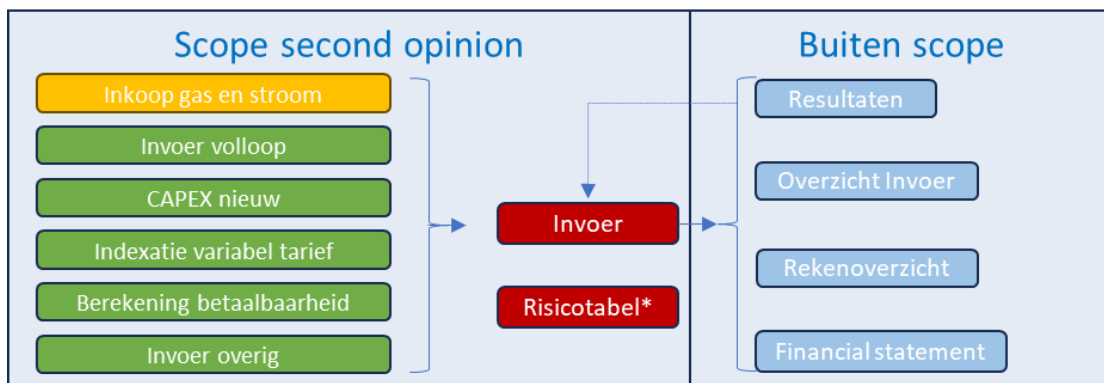 Scope second opinion
Inkoop gas en stroom
Invoer volloop
CAPEX nieuw
Indexatie variabel tarief
Berekening betaalbaarheid
Invoer overig
Invoer
Risicotabel*
Buiten scope
Resultaten
Overzicht Invoer
Rekenoverzicht
Financial statement